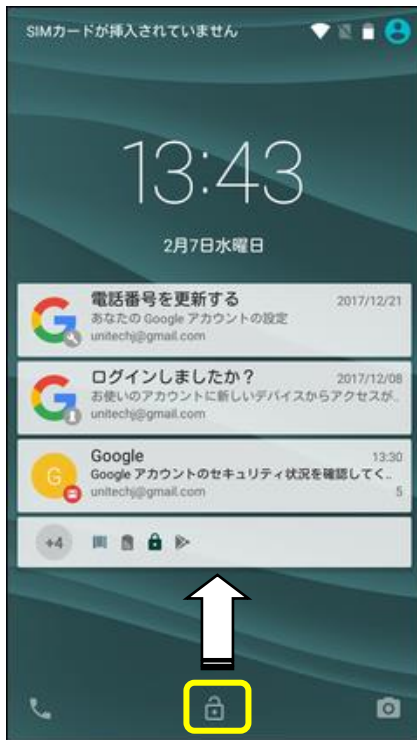 SIMカードが挿入されていません
13:43
2月7日水曜日
電話番号を更新する 2017/12/21
あなたの Google アカウントの設定
unitechj@gmail.com
ログインしましたか？ 2017/12/08
お使いのアカウントに新しいデバイスからアクセスが..
unitechj@gmail.com
Google 13:30
Google アカウントのセキュリティ状況を確認してく..
unitechj@gmail.com 5
+4